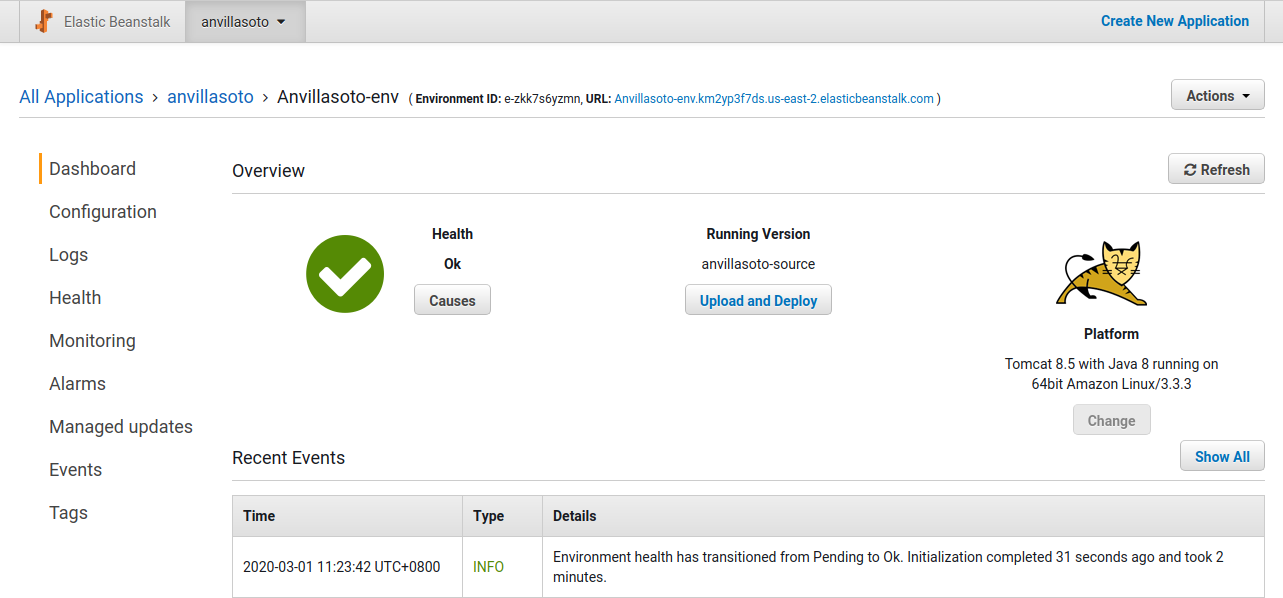 Elastic Beanstalk anvillasoto Create New Application
All Applications › anvillasoto › Anvillasoto-env ( Environment ID: e-zkk7s6yzmn, URL: Anvillasoto-env.km2yp3f7ds.us-east-2.elasticbeanstalk.com )
Actions
Dashboard
Configuration
Logs
Health
Monitoring
Alarms
Managed updates
Events
Tags
Overview
Refresh
Health
Ok
Causes
Running Version
anvillasoto-source
Upload and Deploy
Platform
Tomcat 8.5 with Java 8 running on
64bit Amazon Linux/3.3.3
Change
Recent Events
Show All
Time Type Details
2020-03-01 11:23:42 UTC+0800 INFO Environment health has transitioned from Pending to Ok. Initialization completed 31 seconds ago and took 2
minutes.